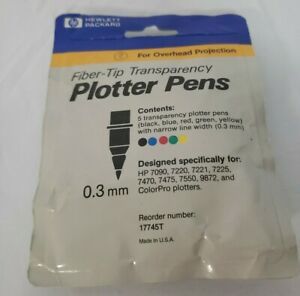 hp
HEWLETT
PACKARD
For Overhead Projection
Fiber-Tip Transparency
Plotter Pens
Contents:
5 transparency plotter pens
(black, blue, red, green, yellow)
with narrow line width (0.3 mm)
0.3 mm
Designed specifically for:
HP 7090, 7220, 7221, 7225,
7470, 7475, 7550, 9872, and
ColorPro plotters.
Reorder number:
17745T
Made in U.S.A.